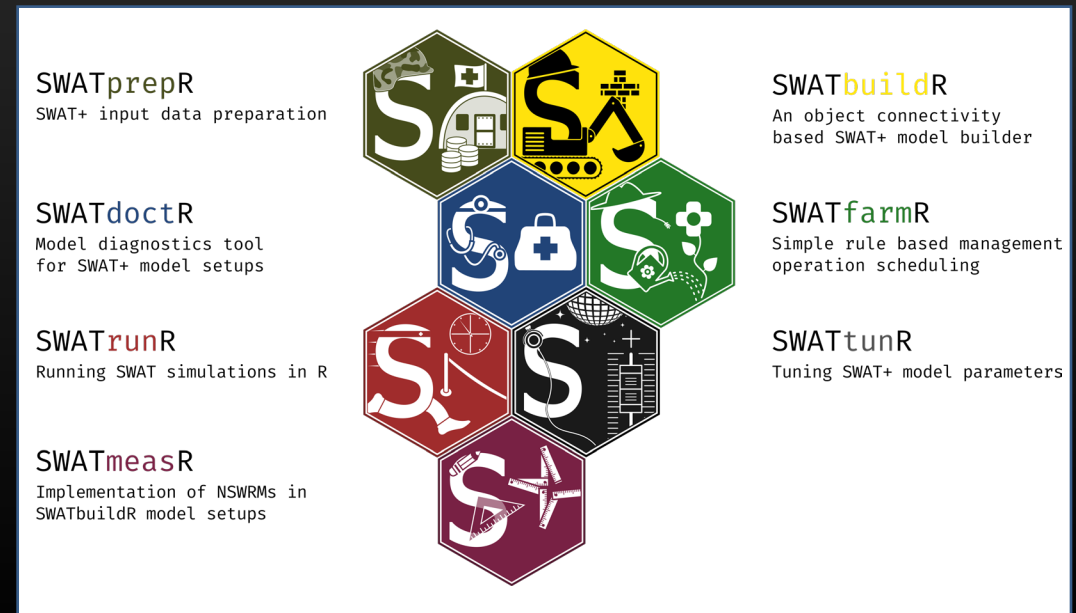 SWATprepR
SWAT+ input data preparation
SWATbuildR
An object connectivity
based SWAT+ model builder
SWATdoctR
Model diagnostics tool
for SWAT+ model setups
SWATfarmR
Simple rule based management
operation scheduling
SWATrunR
Running SWAT simulations in R
SWATtunR
Tuning SWAT+ model parameters
SWATmeasR
Implementation of NSWRMs in
SWATbuildR model setups
S
S
S
S
S
S
S